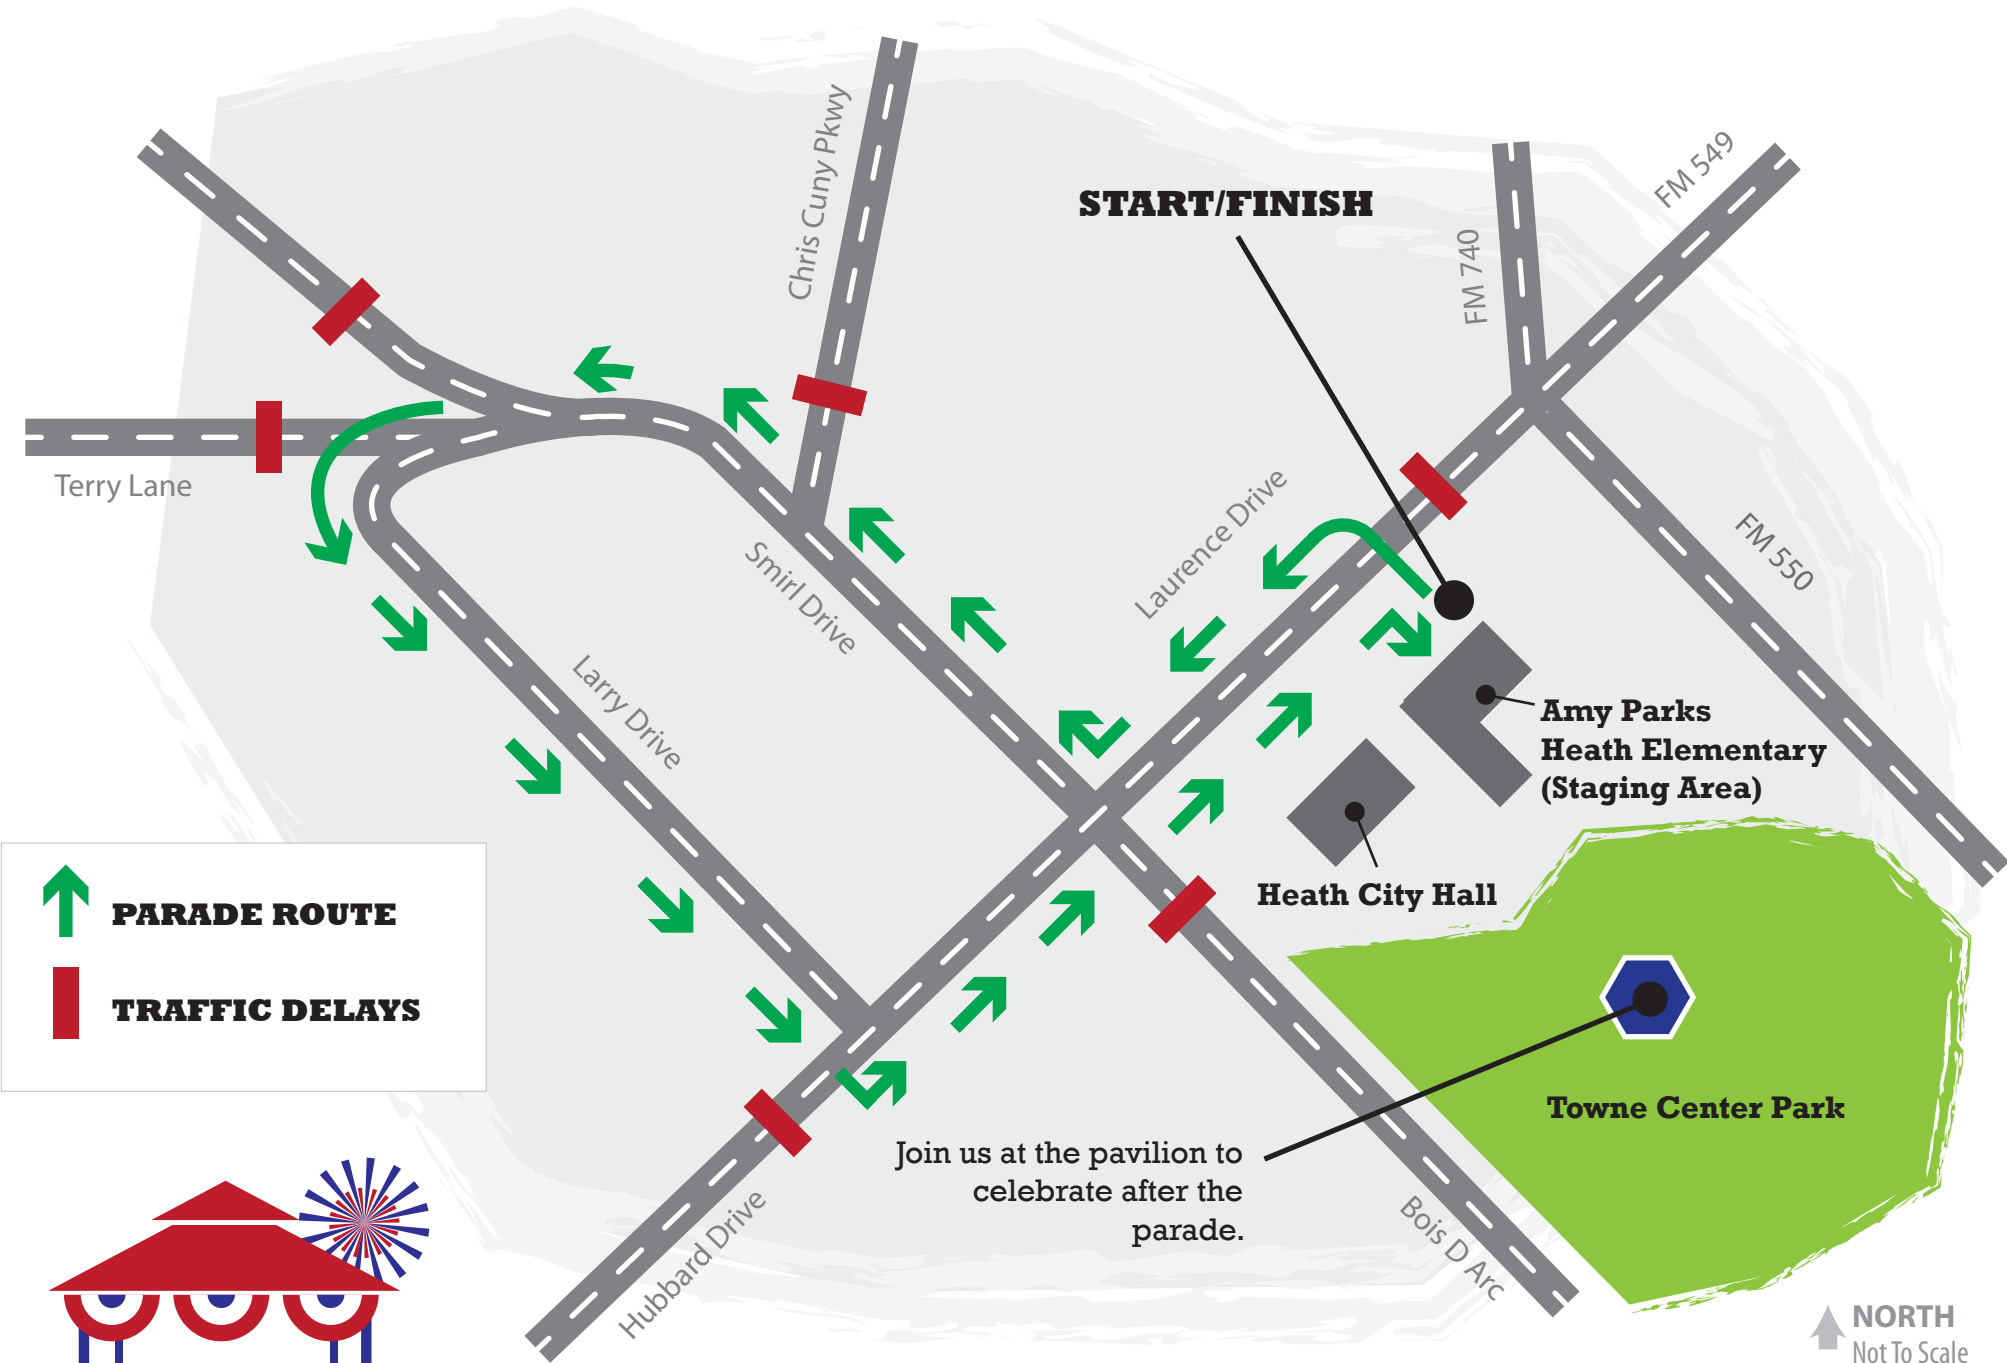 Chris Cuny Pkwy
START/FINISH
FM 740
FM 549
Terry Lane
Smirl Drive
Laurence Drive
FM 550
Larry Drive
Amy Parks
Heath Elementary
(Staging Area)
Heath City Hall
PARADE ROUTE
TRAFFIC DELAYS
Towne Center Park
Join us at the pavilion to
celebrate after the
parade.
Hubbard Drive
Bois D Arc
NORTH
Not To Scale